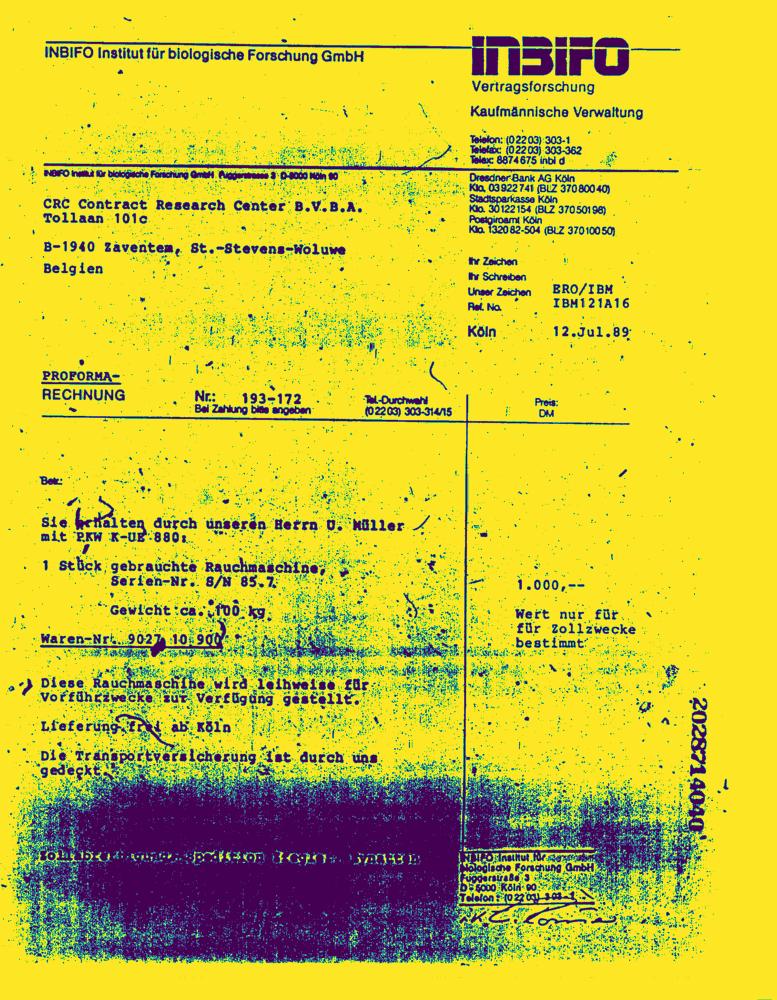 INBIFO Institut für biologische Forschung GmbH
INBIFO
Vertragsforschung
Kaufmännische Verwaltung
Telefon: (02203) 303-1
Telefax: (02203) 303-362
Telex: 8874675 inbi d
INBIFO Institut für biologische Forschung GmbH · Fuggerstrasse 3 · D-5000 Köln 90
Dresdner Bank AG Köln
Kto. 03922741 (BLZ 37080040)
Stadtsparkasse Köln
Kto. 30122154 (BLZ 37050198)
Postgiroamt Köln
Kto. 132082-504 (BLZ 37010050)
CRC Contract Research Center B.V.B.A.
Tollaan 101c
B-1940 Zaventem, St.-Stevens-Woluwe
Belgien
Ihr Zeichen
Ihr Schreiben
Unser Zeichen ERO/IBM
Ref. No. IBM121A16
Köln 12.Jul.89
PROFORMA-
RECHNUNG
Nr.: 193-172
Bei Zahlung bitte angeben
Tel.-Durchwahl
(02203) 303-314/15
Preis:
DM
Betr.:
Sie erhalten durch unseren Herrn U. Müller
mit PKW K-UE 880:
1 Stück gebrauchte Rauchmaschine,
Serien-Nr. S/N 85.7
1.000,--
Gewicht ca. 100 kg
Wert nur für
für Zollzwecke
bestimmt
Waren-Nr. 9027 10 900
Diese Rauchmaschine wird leihweise für
Vorführzwecke zur Verfügung gestellt.
Lieferung frei ab Köln
Die Transportversicherung ist durch uns
gedeckt.
2028714040
Spedition
INBIFO Institut für
biologische Forschung GmbH
Fuggerstraße 3
D-5000 Köln 90
Telefon: (02203) 303-1